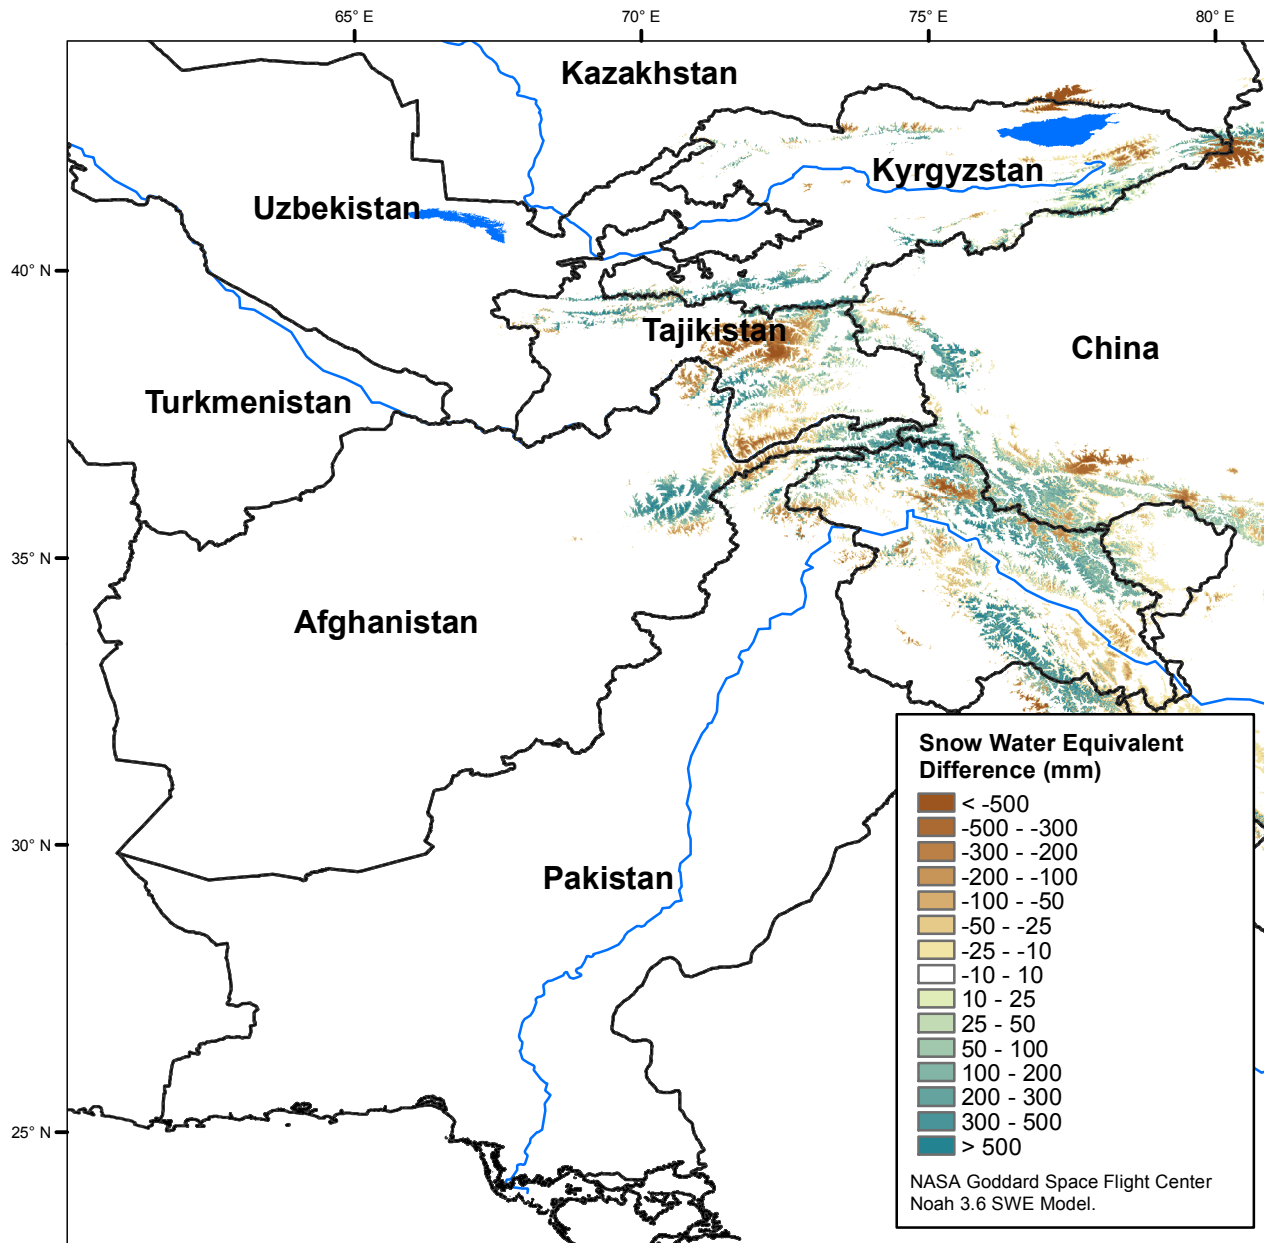 65° E
70° E
75° E
80° E
Kazakhstan
Kyrgyzstan
Uzbekistan
40° N
Tajikistan
China
Turkmenistan
35° N
Afghanistan
30° N
Pakistan
25° N
Snow Water Equivalent
Difference (mm)
< -500
-500 - -300
-300 - -200
-200 - -100
-100 - -50
-50 - -25
-25 - -10
-10 - 10
10 - 25
25 - 50
50 - 100
100 - 200
200 - 300
300 - 500
> 500
NASA Goddard Space Flight Center
Noah 3.6 SWE Model.